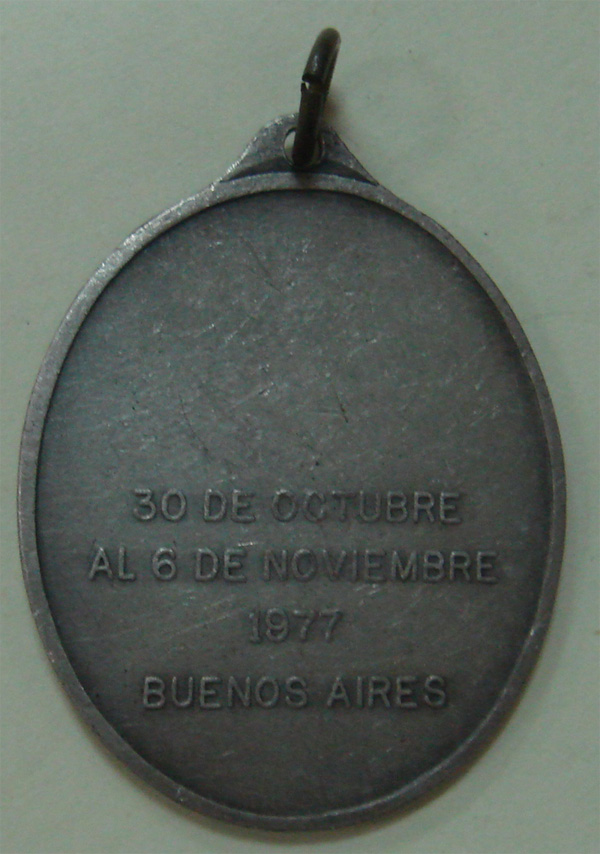 30 DE OCTUBRE
AL 6 DE NOVIEMBRE
1977
BUENOS AIRES